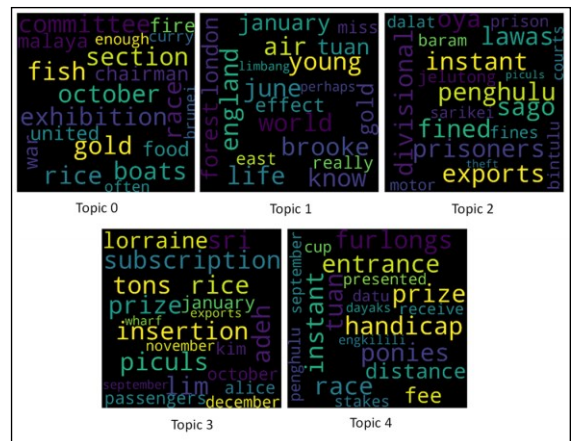 committee fire
malaya enough curry
section
fish chairman
october
exhibition race brunei
united food
war gold
rice boats
often
january miss
air tuan
limbang young
forest london england
june perhaps
effect gold
world
brooke
east really
life know
dalat oya prison
baram lawas courts
instant
jelutong piculs
penghulu
divisional sarikei sago
fined fines
prisoners bintulu
theft
motor exports
Topic 0 Topic 1 Topic 2
lorraine sri
subscription
tons rice
prize january
wharf exports
insertion adeh
november kim
piculs october
september lim alice
passengers december
cup furlongs
september entrance
presented
tuan datu prize
instant dayaks receive
handicap
penghulu engkilili
ponies
distance
race fee
stakes
Topic 3 Topic 4